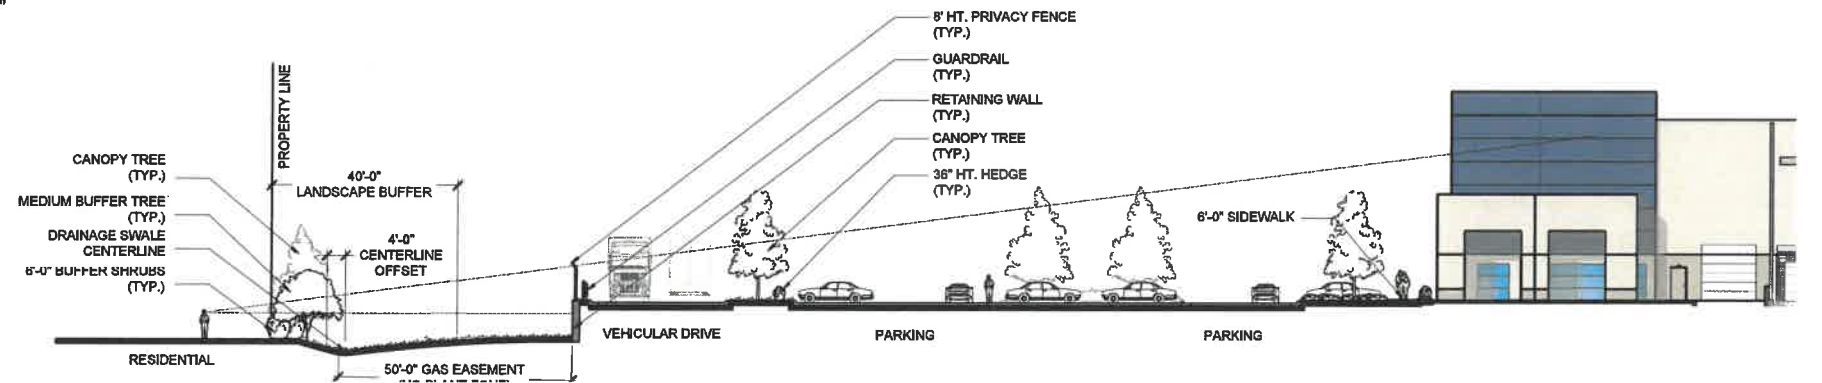 8' HT. PRIVACY FENCE
(TYP.)
GUARDRAIL
(TYP.)
RETAINING WALL
(TYP.)
CANOPY TREE
(TYP.)
36" HT. HEDGE
(TYP.)
PROPERTY LINE
CANOPY TREE
(TYP.)
MEDIUM BUFFER TREE
(TYP.)
DRAINAGE SWALE
CENTERLINE
6'-0" BUFFER SHRUBS
(TYP.)
40'-0"
LANDSCAPE BUFFER
4'-0"
CENTERLINE
OFFSET
6'-0" SIDEWALK
RESIDENTIAL
VEHICULAR DRIVE
PARKING
PARKING
50'-0" GAS EASEMENT